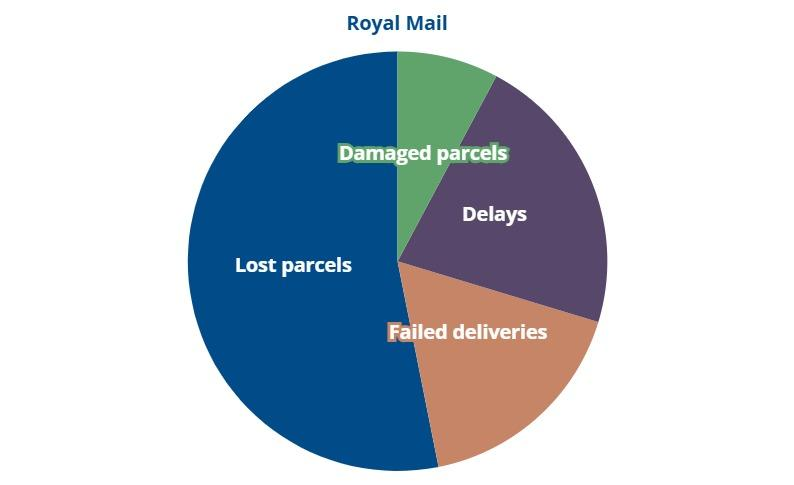 Royal Mail
Damaged parcels
Delays
Lost parcels
Failed deliveries